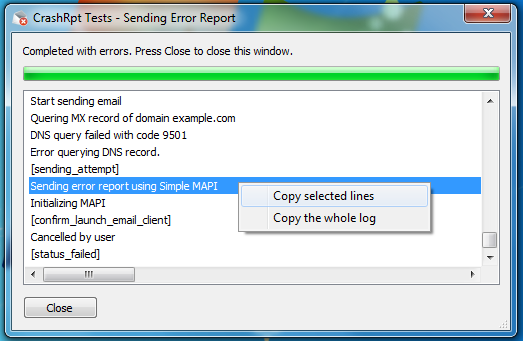 CrashRpt Tests - Sending Error Report
Completed with errors. Press Close to close this window.
Start sending email
Quering MX record of domain example.com
DNS query failed with code 9501
Error querying DNS record.
[sending_attempt]
Sending error report using Simple MAPI
Copy selected lines
Initializing MAPI
Copy the whole log
[confirm_launch_email_client]
Cancelled by user
[status_failed]
Close